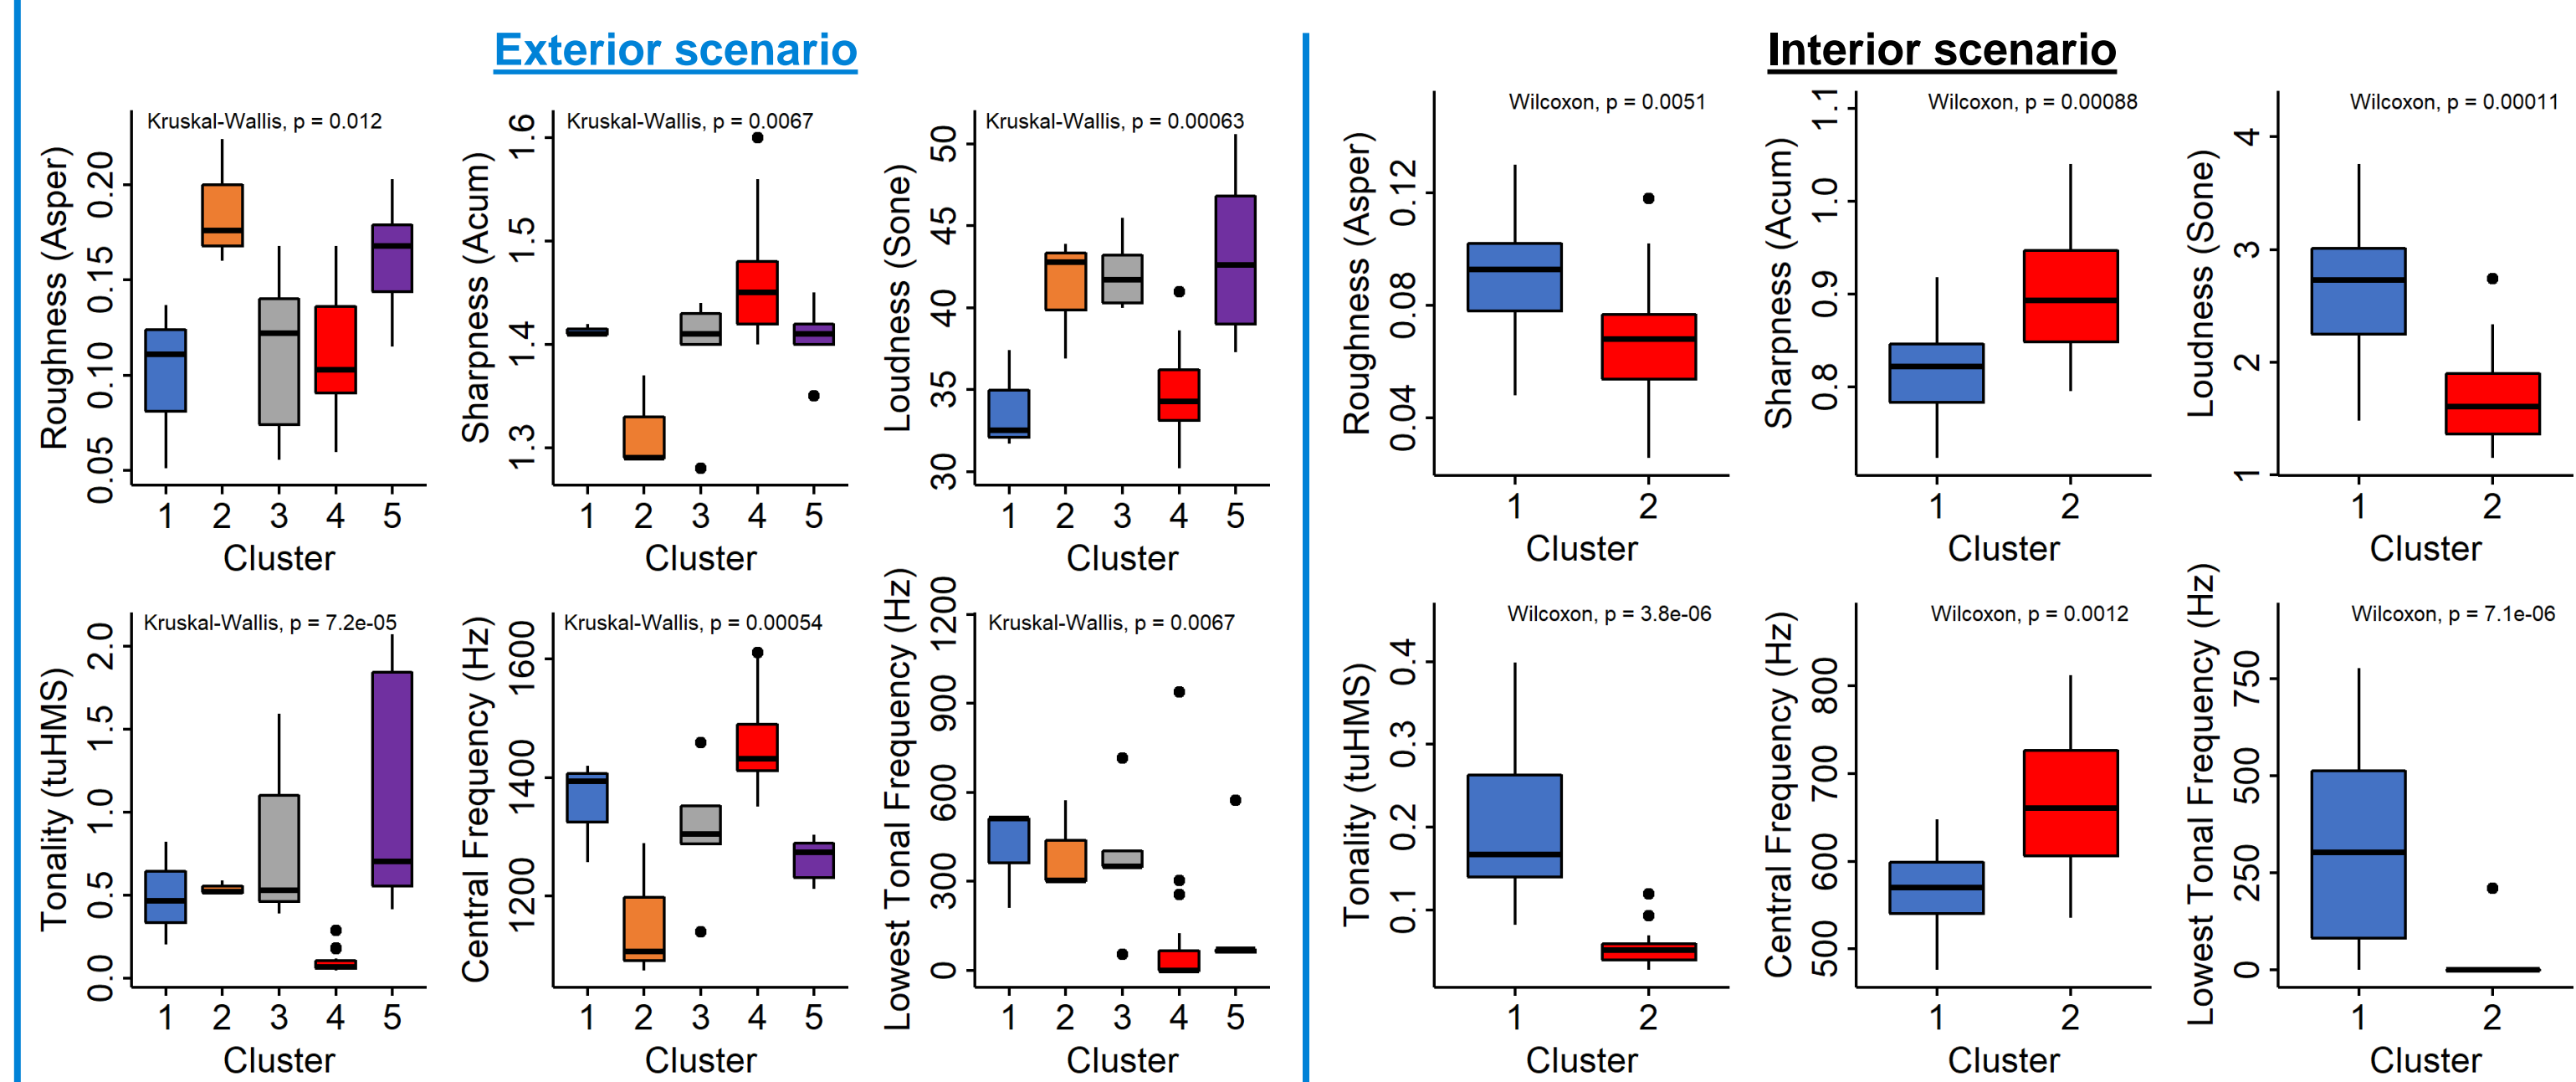 Exterior scenario
Kruskal-Wallis, p = 0.012
Roughness (Asper)
0.20
0.15
0.10
0.05
1 2 3 4 5
Cluster
Kruskal-Wallis, p = 0.0067
Sharpness (Acum)
1.6
1.5
1.4
1.3
1 2 3 4 5
Cluster
Kruskal-Wallis, p = 0.00063
Loudness (Sone)
50
45
40
35
30
1 2 3 4 5
Cluster
Kruskal-Wallis, p = 7.2e-05
Tonality (tuHMS)
2.0
1.5
1.0
0.5
0.0
1 2 3 4 5
Cluster
Kruskal-Wallis, p = 0.00054
Central Frequency (Hz)
1600
1400
1200
1 2 3 4 5
Cluster
Kruskal-Wallis, p = 0.0067
Lowest Tonal Frequency (Hz)
1200
900
600
300
0
1 2 3 4 5
Cluster
Interior scenario
Wilcoxon, p = 0.0051
Roughness (Asper)
0.12
0.08
0.04
1 2
Cluster
Wilcoxon, p = 0.00088
Sharpness (Acum)
1.1
1.0
0.9
0.8
1 2
Cluster
Wilcoxon, p = 0.00011
Loudness (Sone)
4
3
2
1
1 2
Cluster
Wilcoxon, p = 3.8e-06
Tonality (tuHMS)
0.4
0.3
0.2
0.1
1 2
Cluster
Wilcoxon, p = 0.0012
Central Frequency (Hz)
800
700
600
500
1 2
Cluster
Wilcoxon, p = 7.1e-06
Lowest Tonal Frequency (Hz)
750
500
250
0
1 2
Cluster